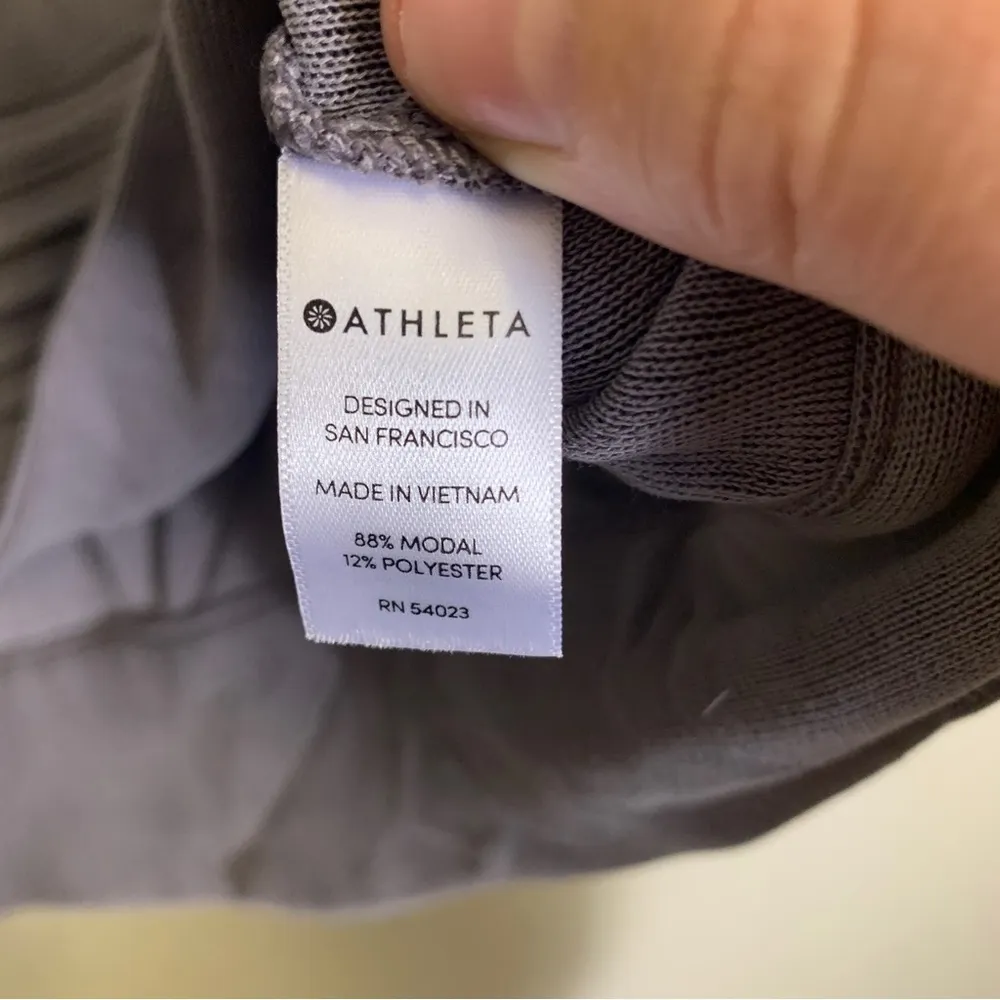 ATHLETA
DESIGNED IN
SAN FRANCISCO
MADE IN VIETNAM
88% MODAL
12% POLYESTER
RN 54023